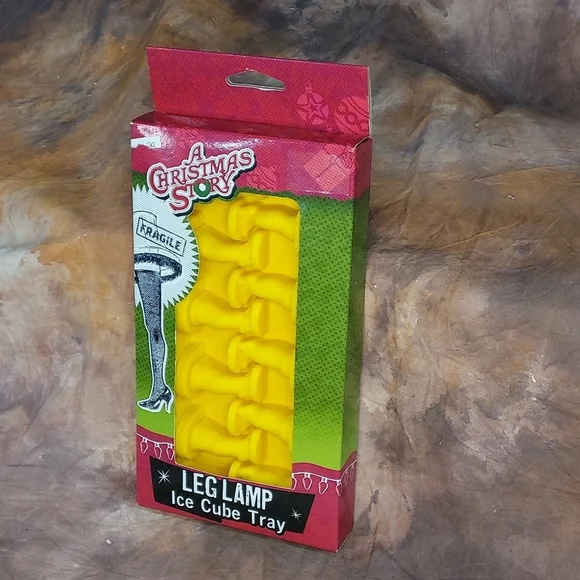 A
CHRISTMAS
STORY
FRAGILE
LEG LAMP
Ice Cube Tray